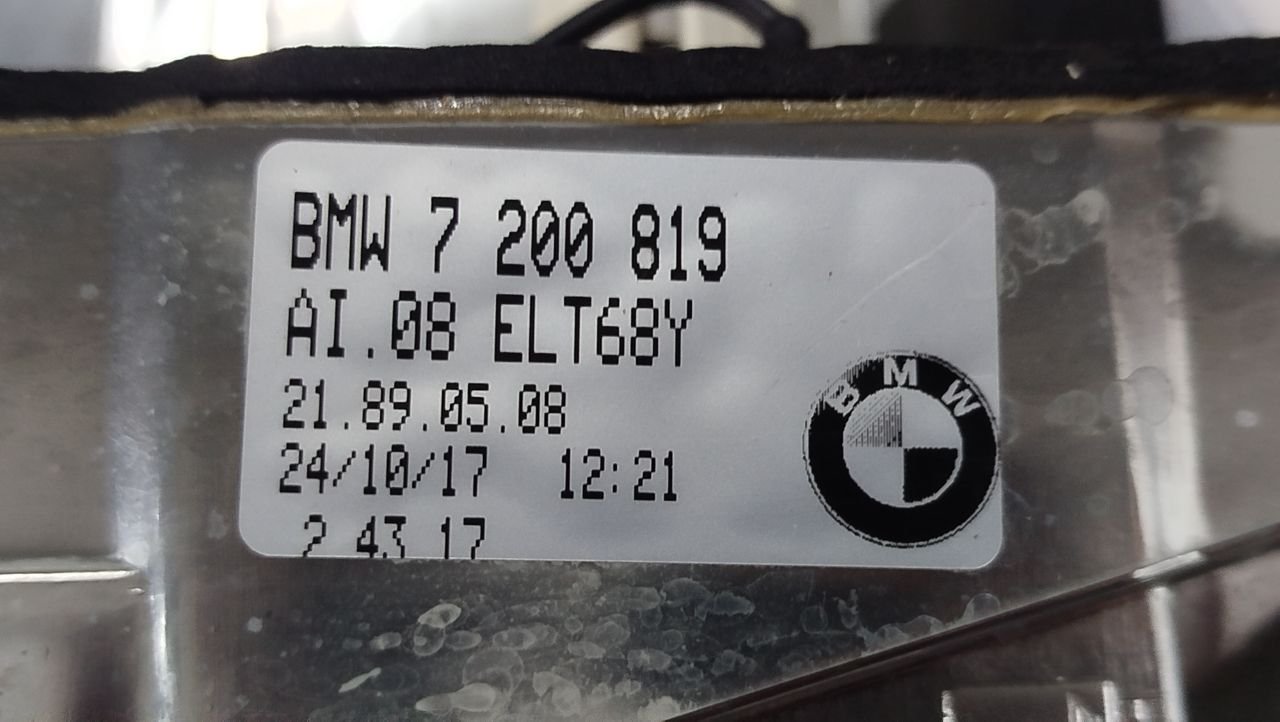 BMW 7 200 819
AI.08 ELT68Y
21.89.05.08
24/10/17 12:21
2 43 17
BMW